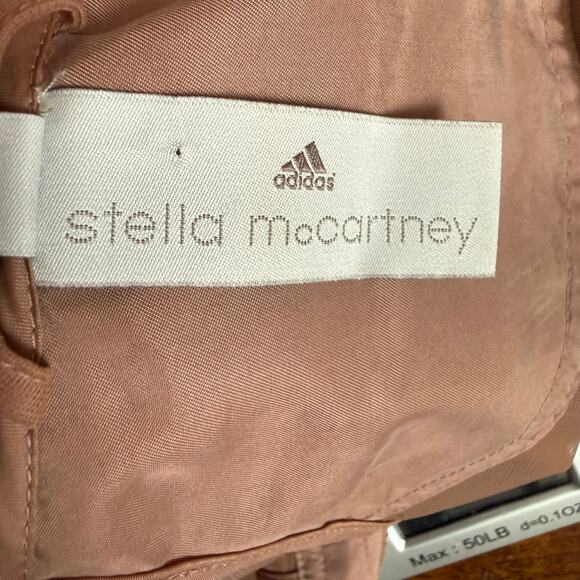 adidas
stella mccartney
Max : 50LB d=0.1OZ